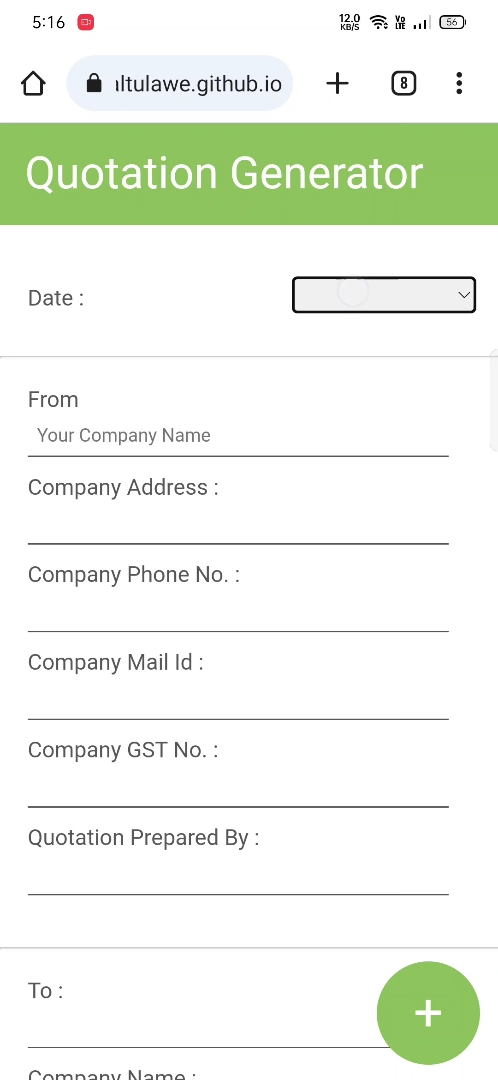 5:16
12.0
KB/S
Vo
LTE
56
ıltulawe.github.io
8
Quotation Generator
Date :
From
Your Company Name
Company Address :
Company Phone No. :
Company Mail Id :
Company GST No. :
Quotation Prepared By :
To :
+
Company Name :